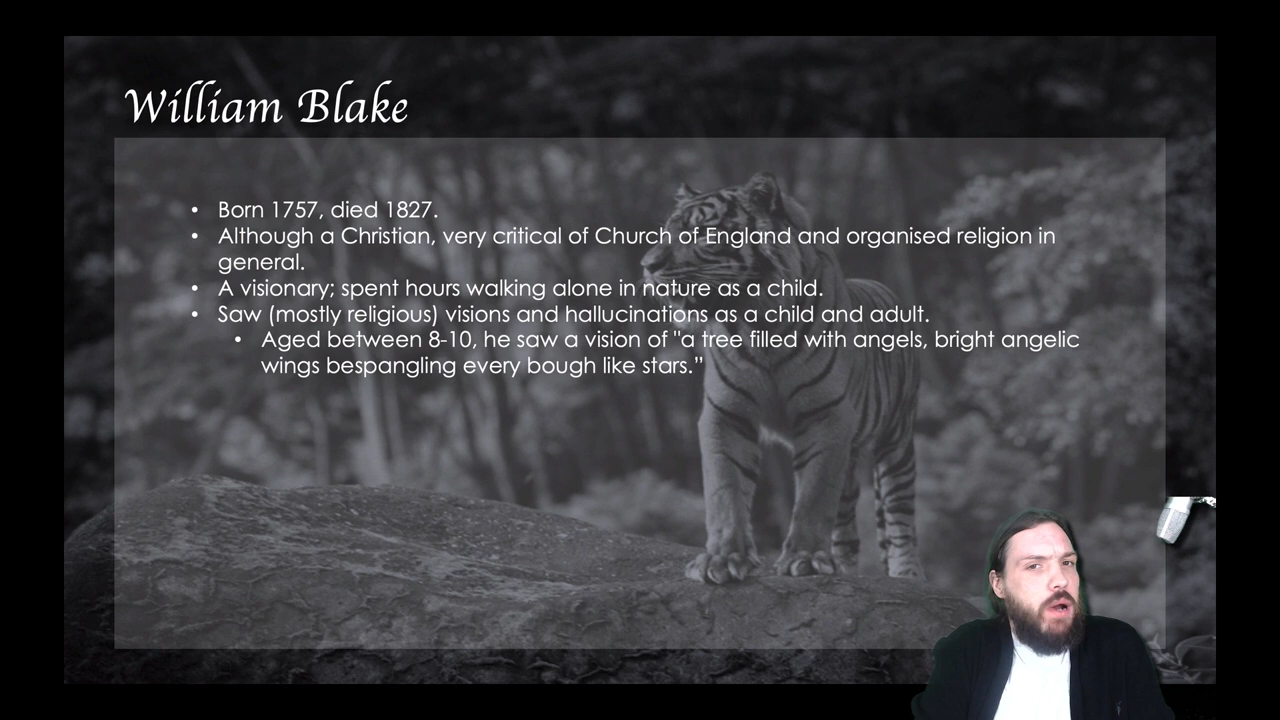 William Blake
• Born 1757, died 1827.
• Although a Christian, very critical of Church of England and organised religion in
general.
• A visionary; spent hours walking alone in nature as a child.
• Saw (mostly religious) visions and hallucinations as a child and adult.
• Aged between 8-10, he saw a vision of "a tree filled with angels, bright angelic
wings bespangling every bough like stars.”